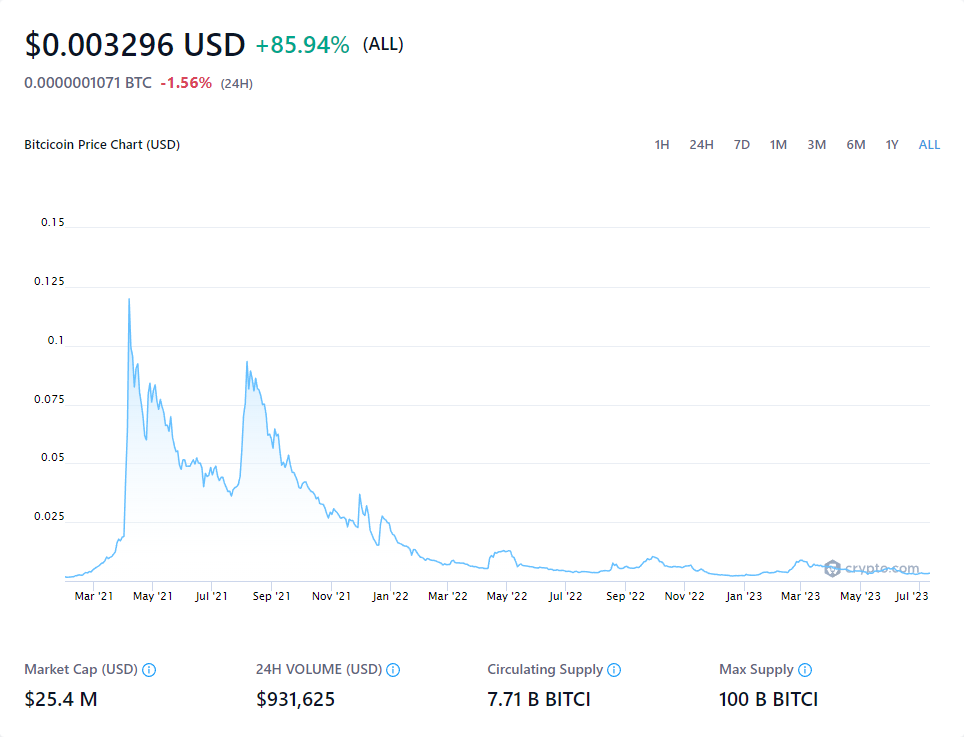 $0.003296 USD +85.94% (ALL)
0.0000001071 BTC -1.56% (24H)
Bitcicoin Price Chart (USD) 1H 24H 7D 1M 3M 6M 1Y ALL
0.15
0.125
0.1
0.075
0.05
0.025
crypto.com
Mar '21 May '21 Jul '21 Sep '21 Nov '21 Jan '22 Mar '22 May '22 Jul '22 Sep '22 Nov '22 Jan '23 Mar '23 May '23 Jul '23
Market Cap (USD) 24H VOLUME (USD) Circulating Supply Max Supply
$25.4 M $931,625 7.71 B BITCI 100 B BITCI